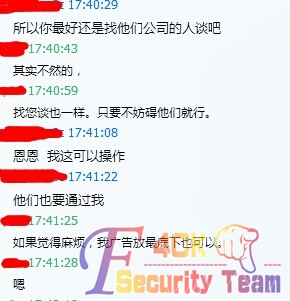 17:40:29
所以你最好还是找他们公司的人谈吧
17:40:43
其实不然的，
17:40:59
找您谈也一样。只要不妨碍他们就行。
17:41:08
恩恩 我这可以操作
17:41:22
他们也要通过我
17:41:25
如果觉得麻烦，我广告放最底下也可以。
17:41:28
嗯
Security Team